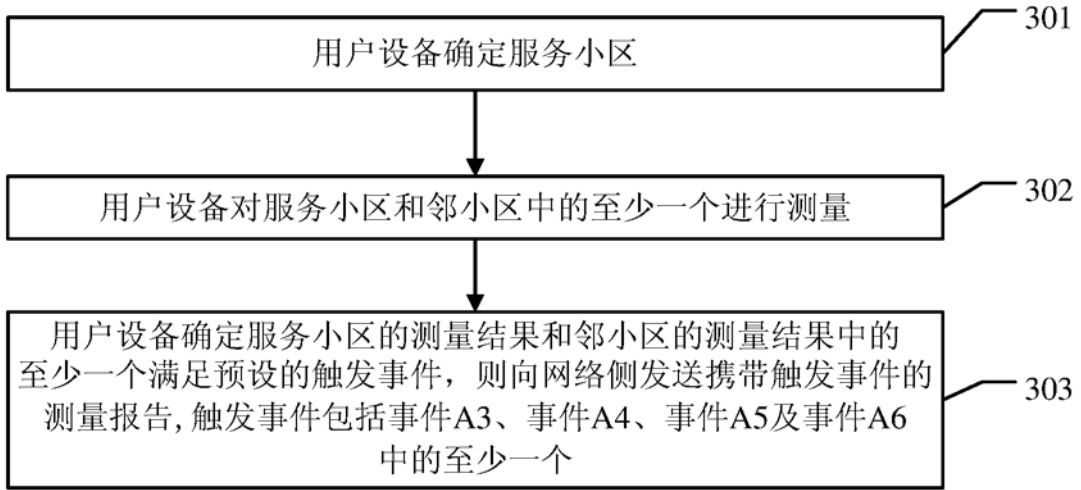 用户设备确定服务小区
301
用户设备对服务小区和邻小区中的至少一个进行测量
302
用户设备确定服务小区的测量结果和邻小区的测量结果中的
至少一个满足预设的触发事件，则向网络侧发送携带触发事件的
测量报告,触发事件包括事件A3、事件A4、事件A5及事件A6
中的至少一个
303